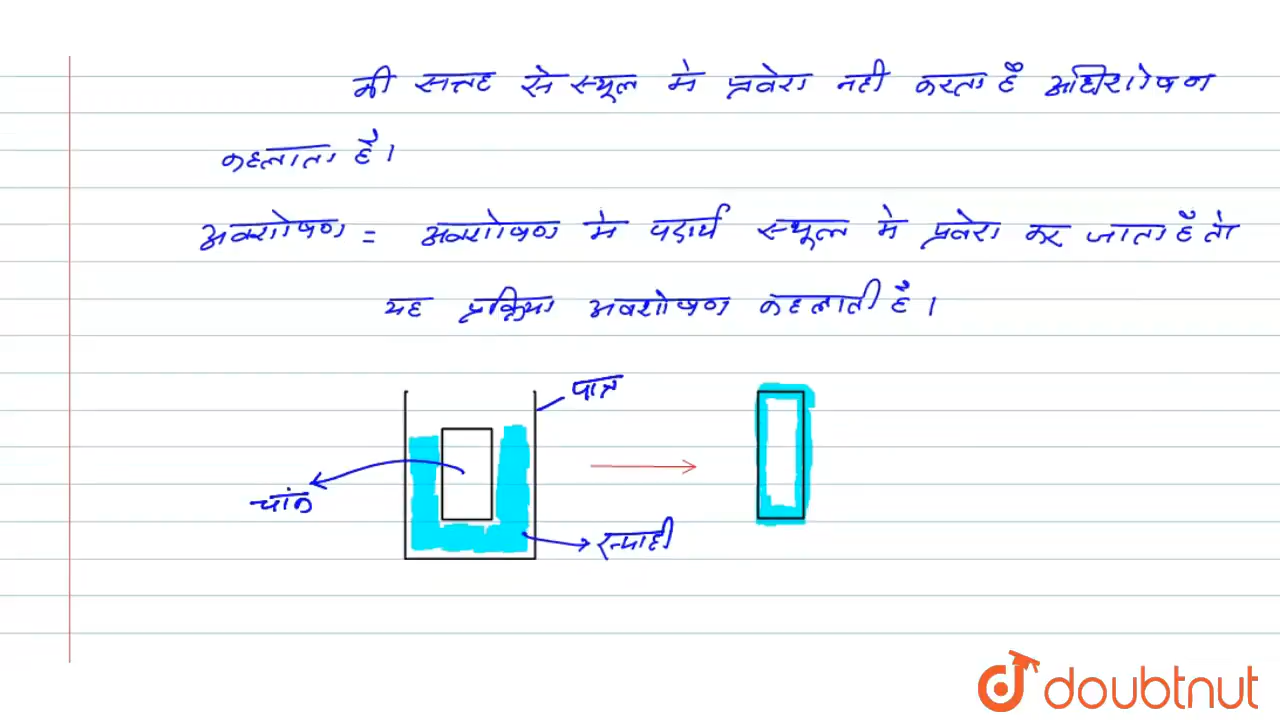 की सतह से स्थूल मे प्रवेश नही करता है अधिशोषण
कहलाता है।
अवशोषण = अवशोषण मे पदार्थ स्थूल मे प्रवेश कर जाता है तो
यह प्रक्रिया अवशोषण कहलाती है।
पात्र
चांक
स्याही
doubtnut